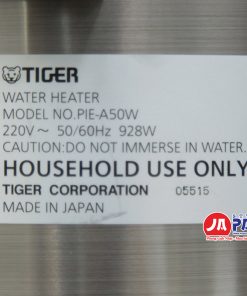 TIGER
WATER HEATER
MODEL NO.PIE-A50W
220V～ 50/60Hz 928W
CAUTION:DO NOT IMMERSE IN WATER.
HOUSEHOLD USE ONLY
TIGER CORPORATION 05515
MADE IN JAPAN
JA